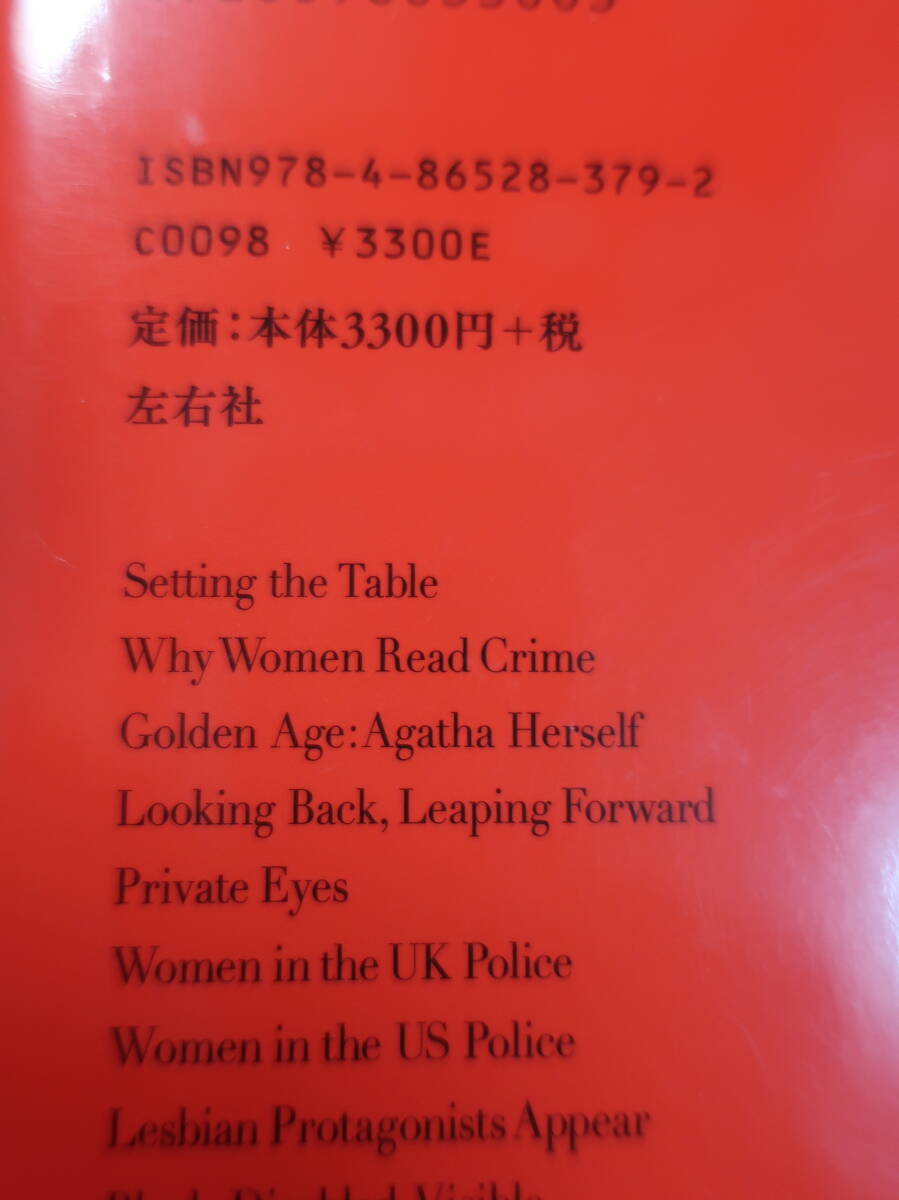 ISBN978-4-86528-379-2
C0098 ¥3300E
定価：本体3300円＋税
左右社
Setting the Table
Why Women Read Crime
Golden Age: Agatha Herself
Looking Back, Leaping Forward
Private Eyes
Women in the UK Police
Women in the US Police
Lesbian Protagonists Appear